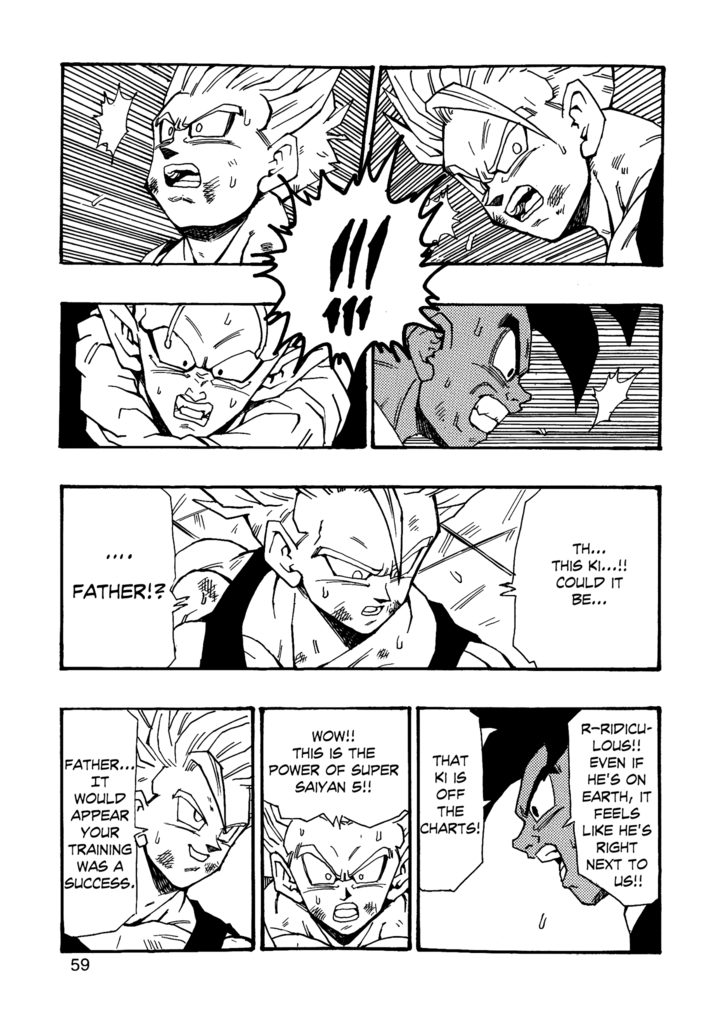 TH...
THIS KI...!!
COULD IT
BE...
....
FATHER!?
R-RIDICU-
LOUS!!
EVEN IF
HE'S ON
EARTH, IT
FEELS
LIKE HE'S
RIGHT
NEXT TO
US!!
THAT
KI IS
OFF
THE
CHARTS!
WOW!!
THIS IS THE
POWER OF SUPER
SAIYAN 5!!
FATHER...
IT
WOULD
APPEAR
YOUR
TRAINING
WAS A
SUCCESS.
59